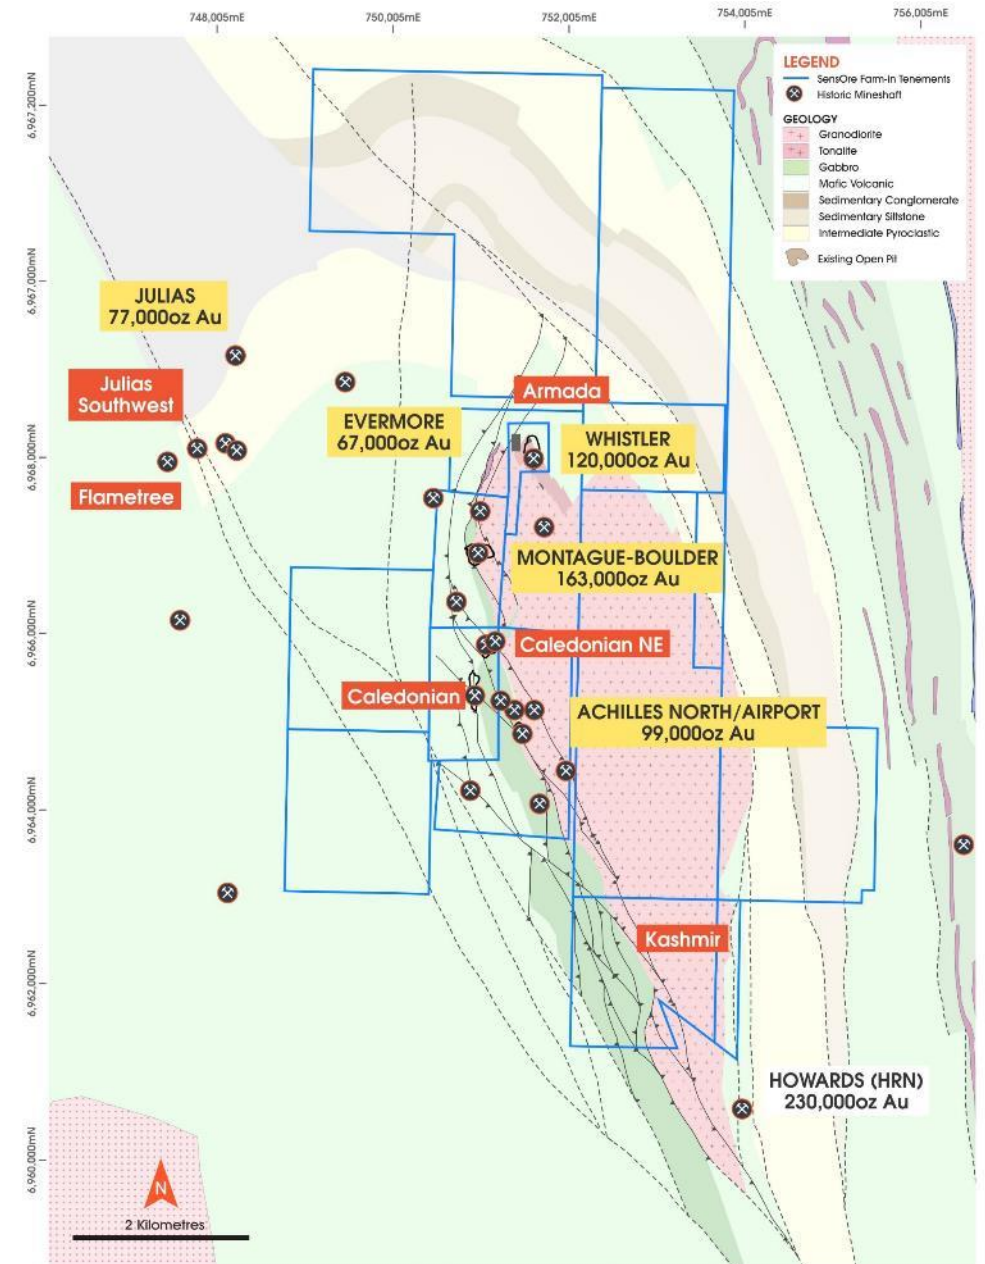 748,005mE
750,005mE
752,005mE
754,005mE
756,005mE
6,967,200mN
6,967,000mN
6,968,000mN
6,966,000mN
6,964,000mN
6,962,000mN
6,960,000mN
LEGEND
SensOre Farm-in Tenements
Historic Mineshaft
GEOLOGY
Granodiorite
Tonalite
Gabbro
Mafic Volcanic
Sedimentary Conglomerate
Sedimentary Siltstone
Intermediate Pyroclastic
Existing Open Pit
JULIAS
77,000oz Au
Julias
Southwest
Flametree
Armada
EVERMORE
67,000oz Au
WHISTLER
120,000oz Au
MONTAGUE-BOULDER
163,000oz Au
Caledonian NE
Caledonian
ACHILLES NORTH/AIRPORT
99,000oz Au
Kashmir
HOWARDS (HRN)
230,000oz Au
N
2 Kilometres